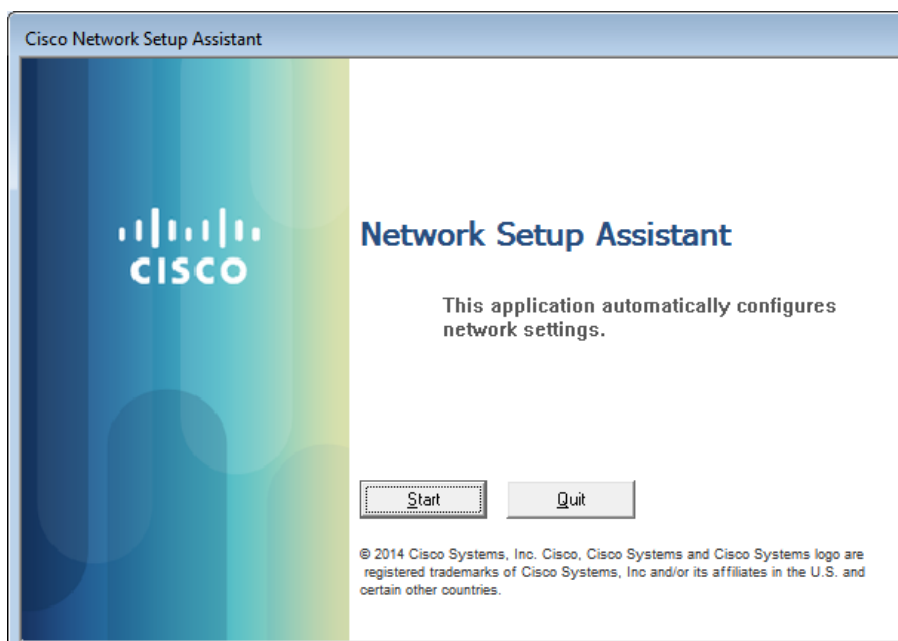 Cisco Network Setup Assistant
CISCO
Network Setup Assistant
This application automatically configures
network settings.
Start
Quit
© 2014 Cisco Systems, Inc. Cisco, Cisco Systems and Cisco Systems logo are
registered trademarks of Cisco Systems, Inc and/or its affiliates in the U.S. and
certain other countries.